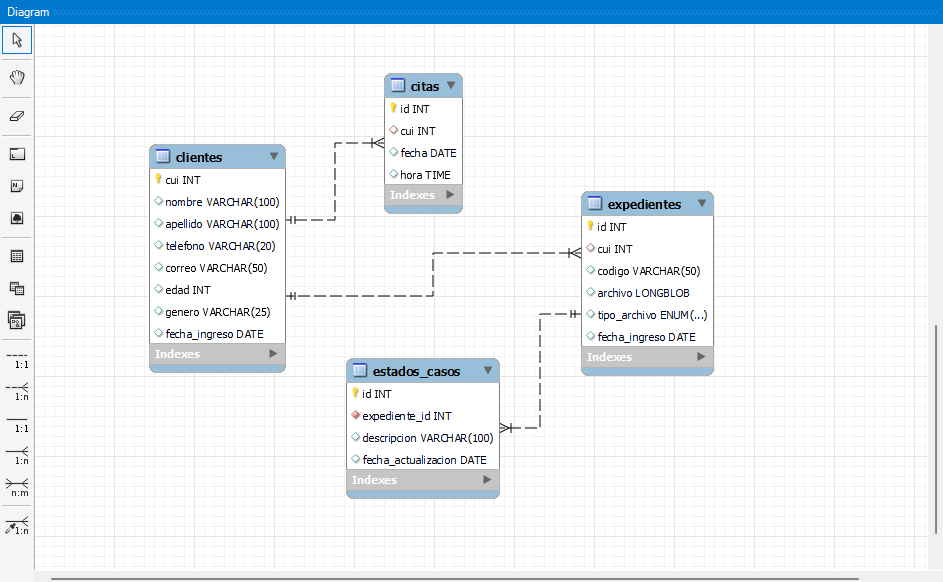 Diagram
citas
id INT
cui INT
fecha DATE
hora TIME
Indexes
clientes
cui INT
nombre VARCHAR(100)
apellido VARCHAR(100)
telefono VARCHAR(20)
correo VARCHAR(50)
edad INT
genero VARCHAR(25)
fecha_ingreso DATE
Indexes
expedientes
id INT
cui INT
codigo VARCHAR(50)
archivo LONGBLOB
tipo_archivo ENUM(...)
fecha_ingreso DATE
Indexes
estados_casos
id INT
expediente_id INT
descripcion VARCHAR(100)
fecha_actualizacion DATE
Indexes
1:1
1:n
1:1
1:n
n:m
1:n